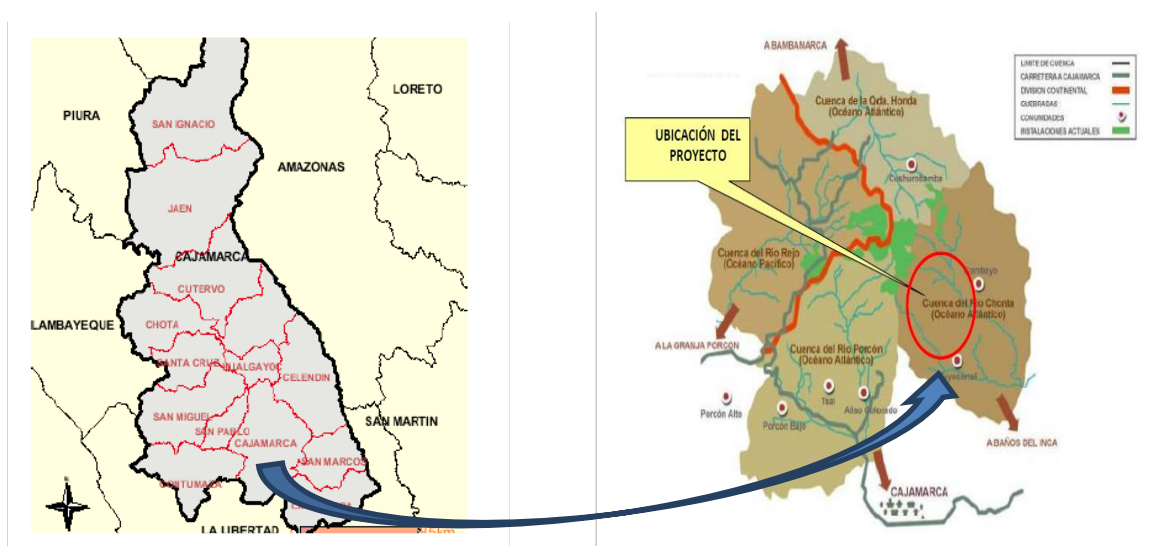 PIURA
LORETO
SAN IGNACIO
AMAZONAS
JAEN
CAJAMARCA
CUTERVO
LAMBAYEQUE
CHOTA
SANTA CRUZ
HUALGAYOC
CELENDIN
SAN MIGUEL
SAN PABLO
CAJAMARCA
SAN MARTIN
SAN MARCOS
CONTUMAZA
LA LIBERTAD
A BAMBAMARCA
LIMITE DE CUENCA
CARRETERA A CAJAMARCA
DIVISION CONTINENTAL
QUEBRADAS
COMUNIDADES
INSTALACIONES ACTUALES
Cuenca de la Qda. Honda
(Océano Atlántico)
UBICACIÓN DEL
PROYECTO
Cuenca del Rio Rejo
(Océano Pacífico)
Combayo
Cuenca del Rio Chonta
(Océano Atlántico)
A LA GRANJA PORCON
Cuenca del Rio Porcón
(Océano Atlántico)
Porcón Alto
Porcón Bajo
Tual
Aliso Colorado
A BAÑOS DEL INCA
CAJAMARCA